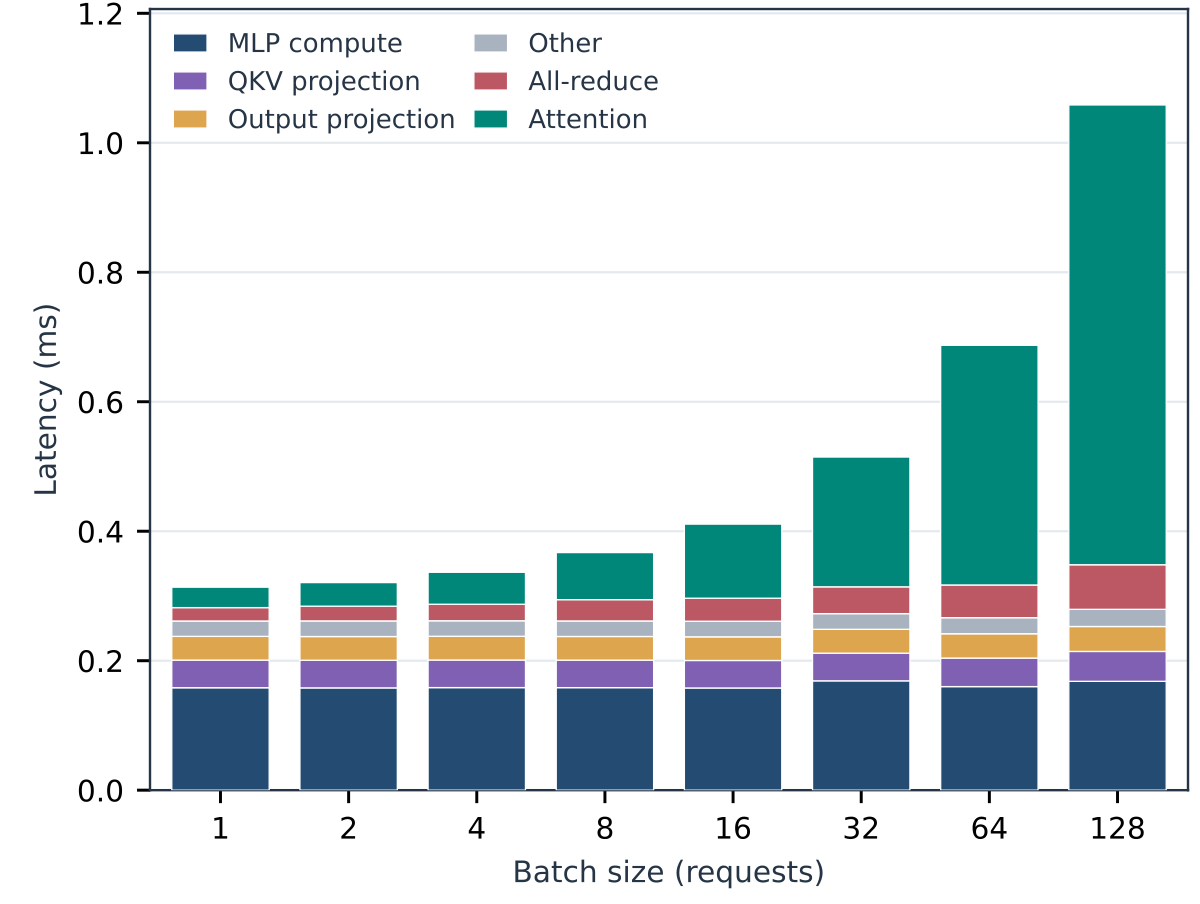 1.2
1.0
0.8
0.6
0.4
0.2
0.0
Latency (ms)
MLP compute
QKV projection
Output projection
Other
All-reduce
Attention
1 2 4 8 16 32 64 128
Batch size (requests)